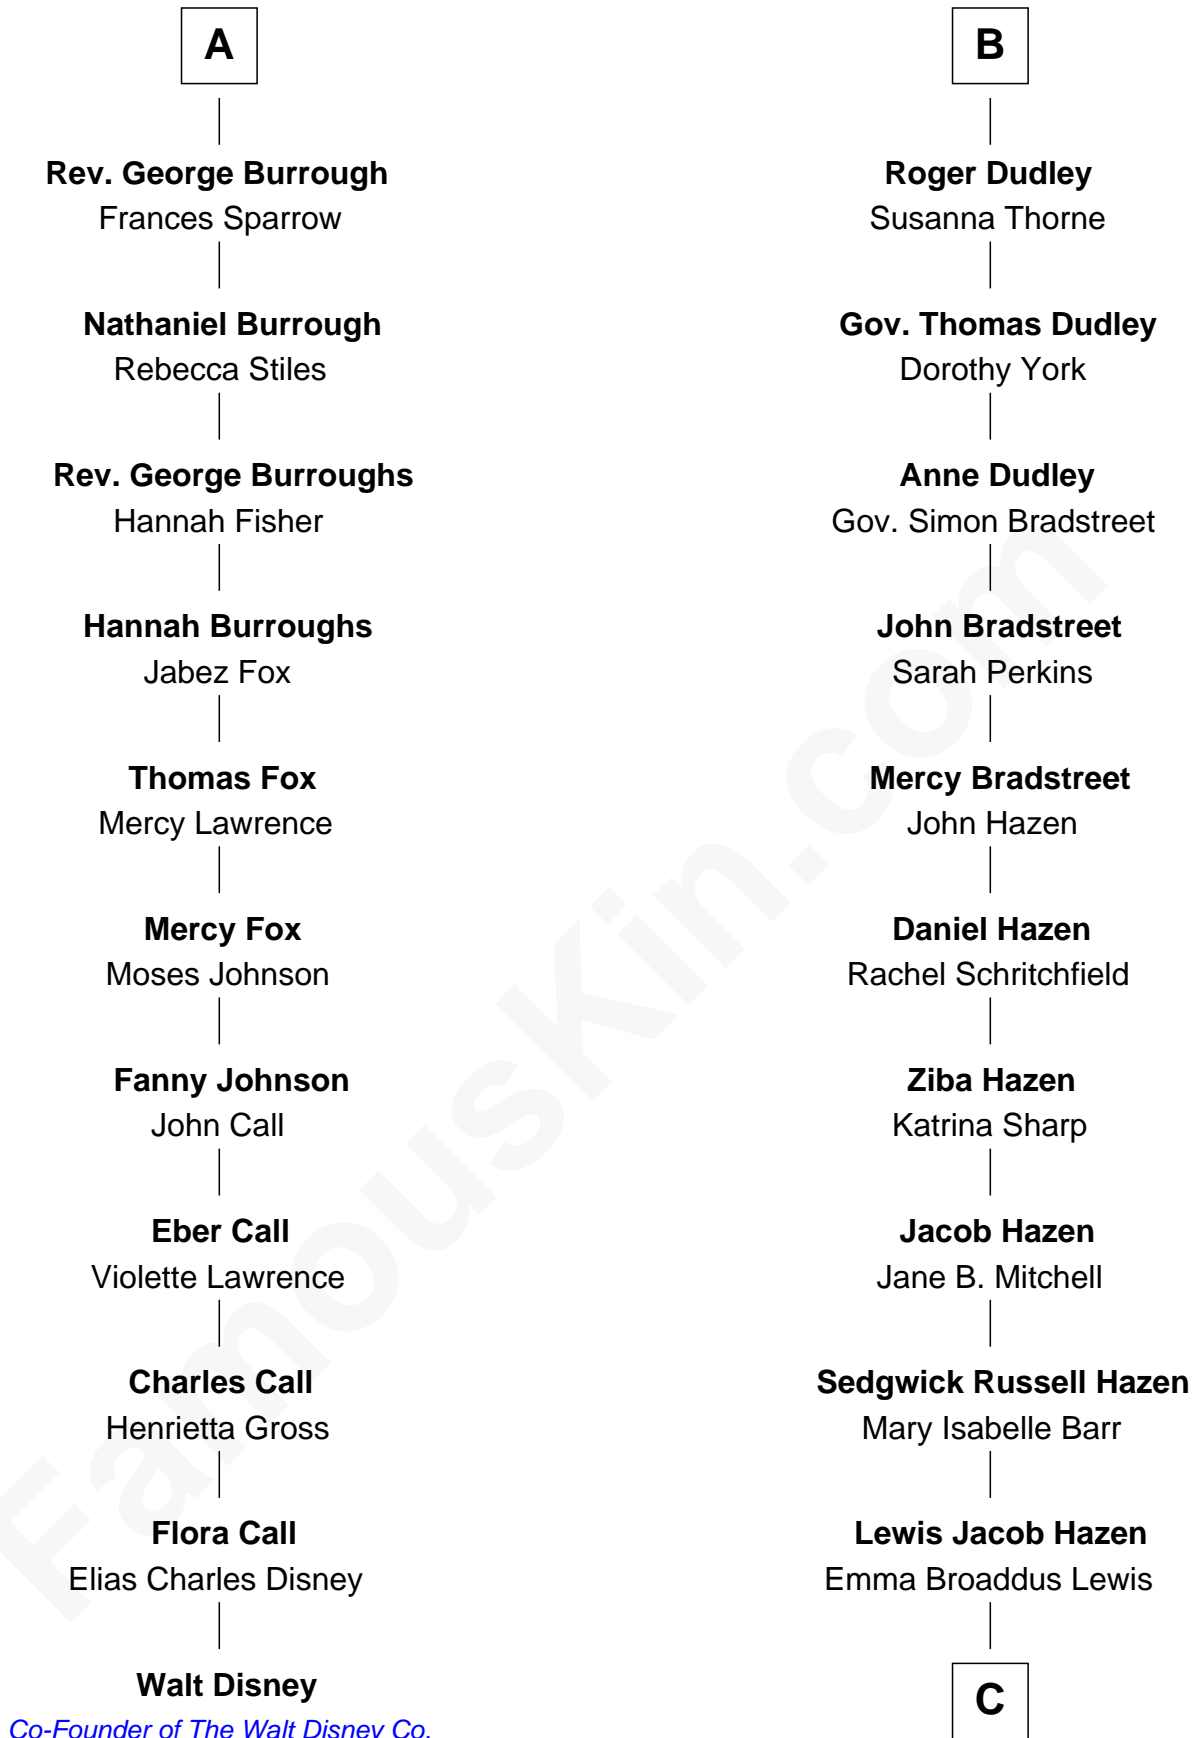 A
Rev. George Burrough
Frances Sparrow
Nathaniel Burrough
Rebecca Stiles
Rev. George Burroughs
Hannah Fisher
Hannah Burroughs
Jabez Fox
Thomas Fox
Mercy Lawrence
Mercy Fox
Moses Johnson
Fanny Johnson
John Call
Eber Call
Violette Lawrence
Charles Call
Henrietta Gross
Flora Call
Elias Charles Disney
Walt Disney
Co-Founder of The Walt Disney Co.
B
Roger Dudley
Susanna Thorne
Gov. Thomas Dudley
Dorothy York
Anne Dudley
Gov. Simon Bradstreet
John Bradstreet
Sarah Perkins
Mercy Bradstreet
John Hazen
Daniel Hazen
Rachel Schritchfield
Ziba Hazen
Katrina Sharp
Jacob Hazen
Jane B. Mitchell
Sedgwick Russell Hazen
Mary Isabelle Barr
Lewis Jacob Hazen
Emma Broaddus Lewis
C
FamousKin.com